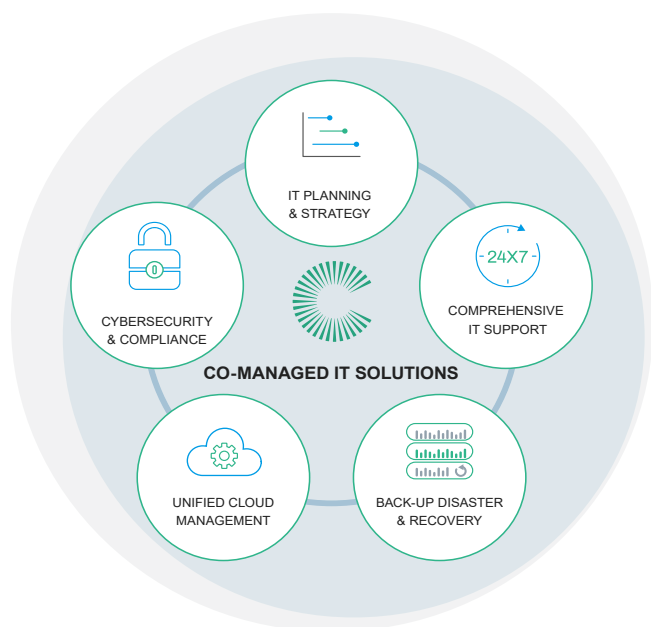 IT PLANNING
& STRATEGY
24X7
COMPREHENSIVE
IT SUPPORT
CYBERSECURITY
& COMPLIANCE
CO-MANAGED IT SOLUTIONS
UNIFIED CLOUD
MANAGEMENT
BACK-UP DISASTER
& RECOVERY